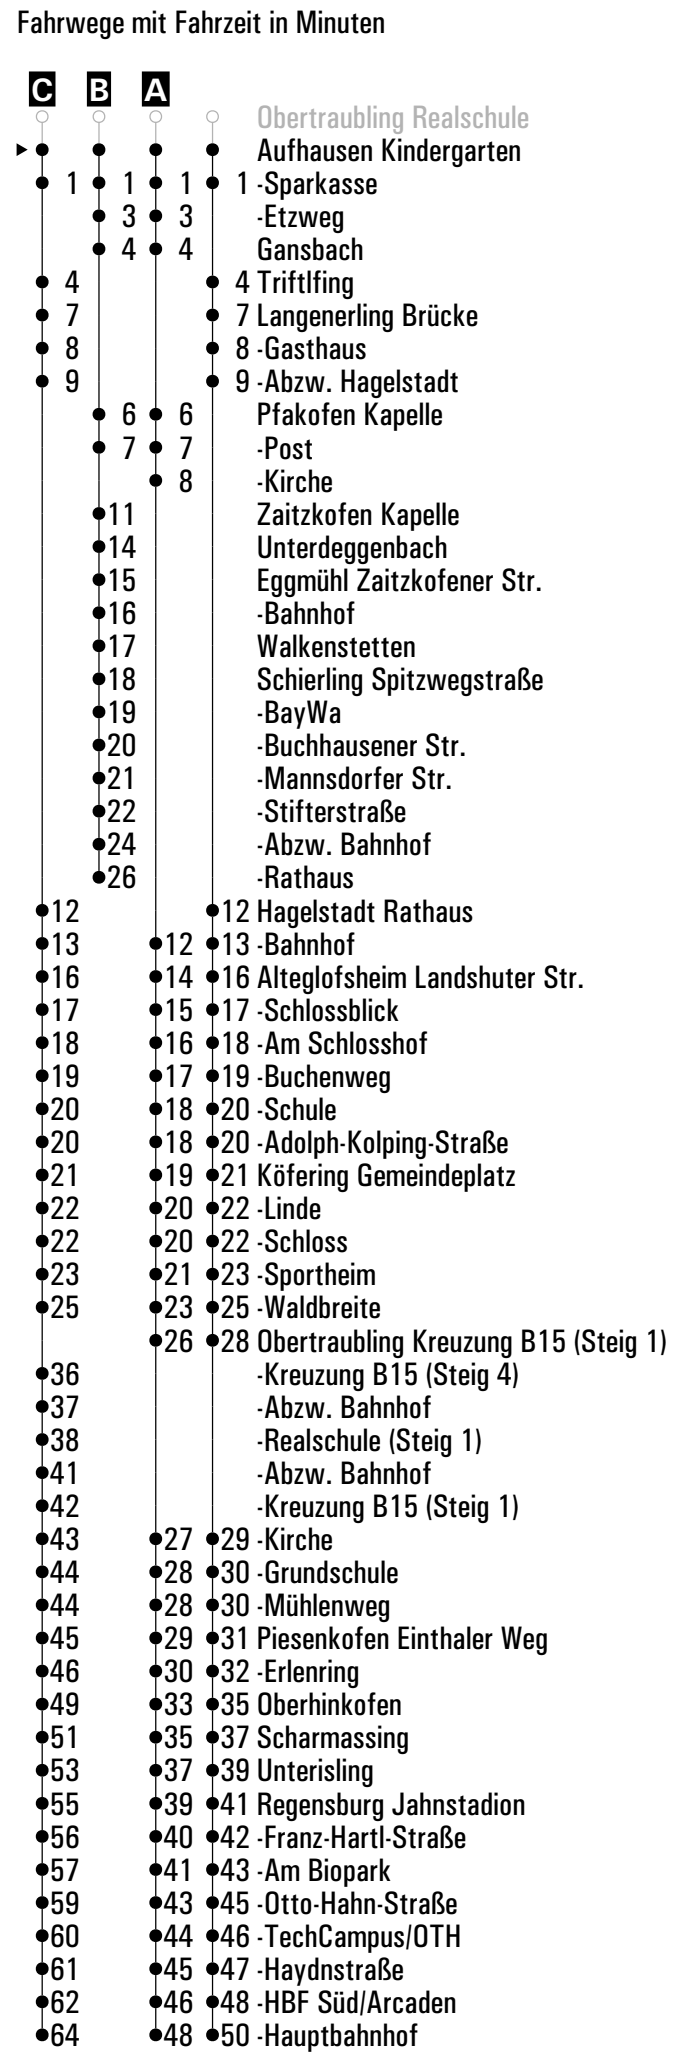 Fahrwege mit Fahrzeit in Minuten
C B A
Obertraubling Realschule
Aufhausen Kindergarten
1 1 1 1 -Sparkasse
3 3 -Etzweg
4 4 Gansbach
4 4 Triftlfing
7 7 Langenerling Brücke
8 8 -Gasthaus
9 9 -Abzw. Hagelstadt
6 6 Pfakofen Kapelle
7 7 -Post
8 -Kirche
11 Zaitzkofen Kapelle
14 Unterdeggenbach
15 Eggmühl Zaitzkofener Str.
16 -Bahnhof
17 Walkenstetten
18 Schierling Spitzwegstraße
19 -BayWa
20 -Buchhausener Str.
21 -Mannsdorfer Str.
22 -Stifterstraße
24 -Abzw. Bahnhof
26 -Rathaus
12 12 Hagelstadt Rathaus
13 12 13 -Bahnhof
16 14 16 Alteglofsheim Landshuter Str.
17 15 17 -Schlossblick
18 16 18 -Am Schlosshof
19 17 19 -Buchenweg
20 18 20 -Schule
20 18 20 -Adolph-Kolping-Straße
21 19 21 Köfering Gemeindeplatz
22 20 22 -Linde
22 20 22 -Schloss
23 21 23 -Sportheim
25 23 25 -Waldbreite
26 28 Obertraubling Kreuzung B15 (Steig 1)
36 -Kreuzung B15 (Steig 4)
37 -Abzw. Bahnhof
38 -Realschule (Steig 1)
41 -Abzw. Bahnhof
42 -Kreuzung B15 (Steig 1)
43 27 29 -Kirche
44 28 30 -Grundschule
44 28 30 -Mühlenweg
45 29 31 Piesenkofen Einthaler Weg
46 30 32 -Erlenring
49 33 35 Oberhinkofen
51 35 37 Scharmassing
53 37 39 Unterisling
55 39 41 Regensburg Jahnstadion
56 40 42 -Franz-Hartl-Straße
57 41 43 -Am Biopark
59 43 45 -Otto-Hahn-Straße
60 44 46 -TechCampus/OTH
61 45 47 -Haydnstraße
62 46 48 -HBF Süd/Arcaden
64 48 50 -Hauptbahnhof